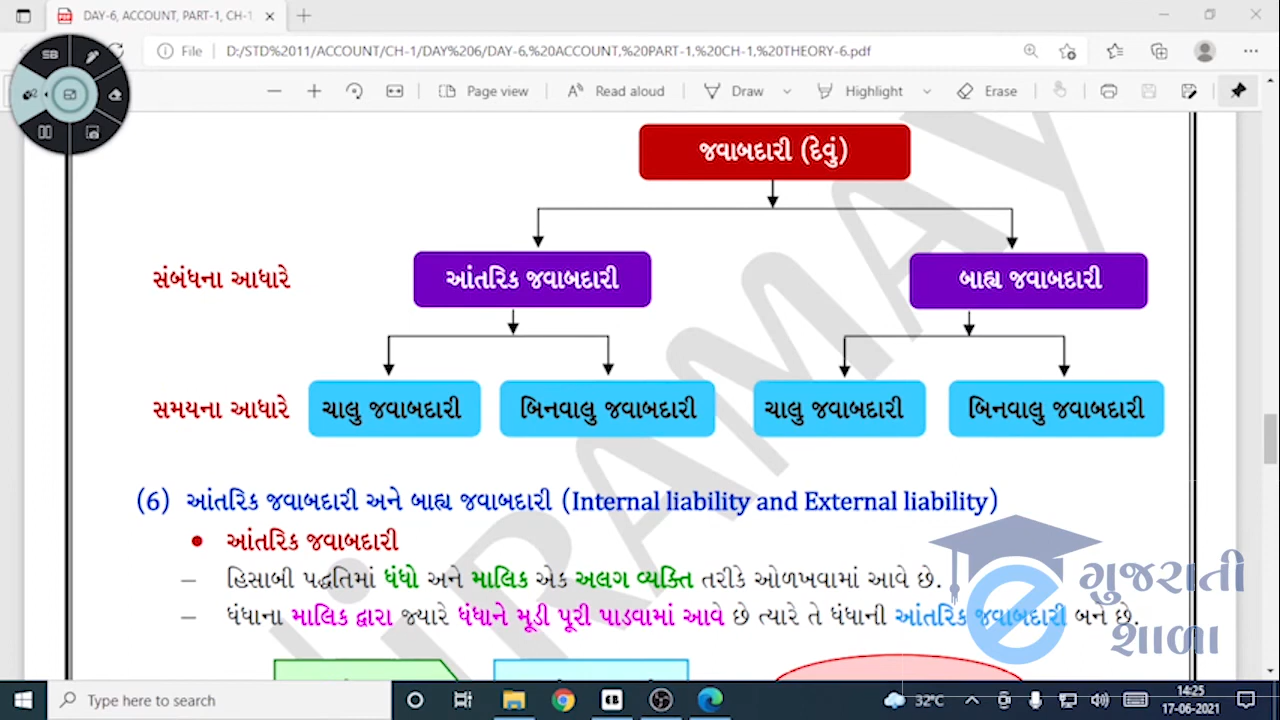 DAY-6, ACCOUNT, PART-1, CH-1
File D:/STD%2011/ACCOUNT/CH-1/DAY%206/DAY-6,%20ACCOUNT,%20PART-1,%20CH-1,%20THEORY-6.pdf
Page view Read aloud Draw Highlight Erase
જવાબદારી (દેવું)
સંબંધના આધારે આંતરિક જવાબદારી બાહ્ય જવાબદારી
સમયના આધારે ચાલુ જવાબદારી બિનચાલુ જવાબદારી ચાલુ જવાબદારી બિનચાલુ જવાબદારી
(6) આંતરિક જવાબદારી અને બાહ્ય જવાબદારી (Internal liability and External liability)
• આંતરિક જવાબદારી
– હિસાબી પદ્ધતિમાં ધંધો અને માલિક એક અલગ વ્યક્તિ તરીકે ઓળખવામાં આવે છે.
– ધંધાના માલિક દ્વારા જ્યારે ધંધાને મૂડી પૂરી પાડવામાં આવે છે ત્યારે તે ધંધાની આંતરિક જવાબદારી બને છે.
e ગુજરાતી
શાળા
JIRAMAY
Type here to search 32°C 14:25
17-06-2021